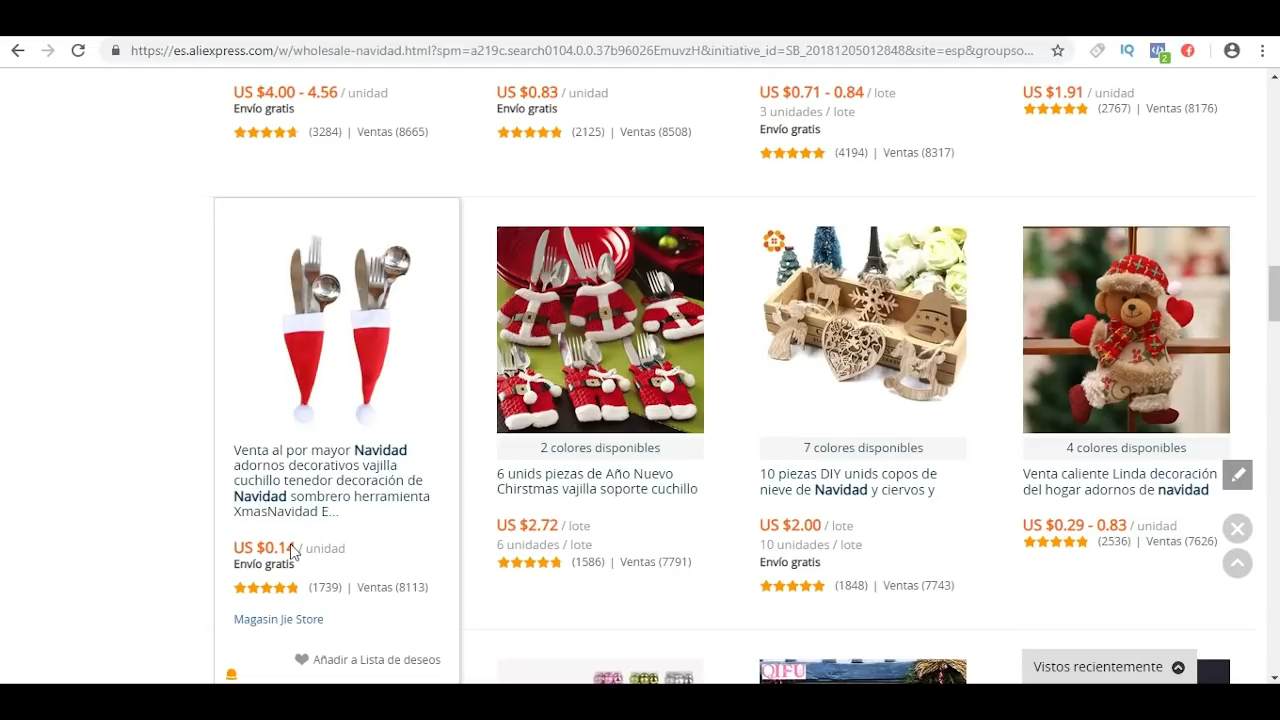 https://es.aliexpress.com/w/wholesale-navidad.html?spm=a219c.search0104.0.0.37b96026EmuvzH&initiative_id=SB_20181205012848&site=esp&groupso...
IQ
2
US $4.00 - 4.56 / unidad
Envío gratis
(3284) | Ventas (8665)
US $0.83 / unidad
Envío gratis
(2125) | Ventas (8508)
US $0.71 - 0.84 / lote
3 unidades / lote
Envío gratis
(4194) | Ventas (8317)
US $1.91 / unidad
(2767) | Ventas (8176)
Venta al por mayor Navidad
adornos decorativos vajilla
cuchillo tenedor decoración de
Navidad sombrero herramienta
XmasNavidad E...
US $0.14 / unidad
Envío gratis
(1739) | Ventas (8113)
Magasin Jie Store
Añadir a Lista de deseos
2 colores disponibles
6 unids piezas de Año Nuevo
Chirstmas vajilla soporte cuchillo
US $2.72 / lote
6 unidades / lote
(1586) | Ventas (7791)
7 colores disponibles
10 piezas DIY unids copos de
nieve de Navidad y ciervos y
US $2.00 / lote
10 unidades / lote
Envío gratis
(1848) | Ventas (7743)
4 colores disponibles
Venta caliente Linda decoración
del hogar adornos de navidad
US $0.29 - 0.83 / unidad
(2536) | Ventas (7626)
QIFU
Vistos recientemente